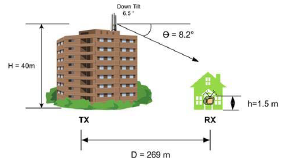 Down Tilt
6.5 °
Θ = 8.2°
H = 40m
h=1.5 m
TX
RX
D = 269 m